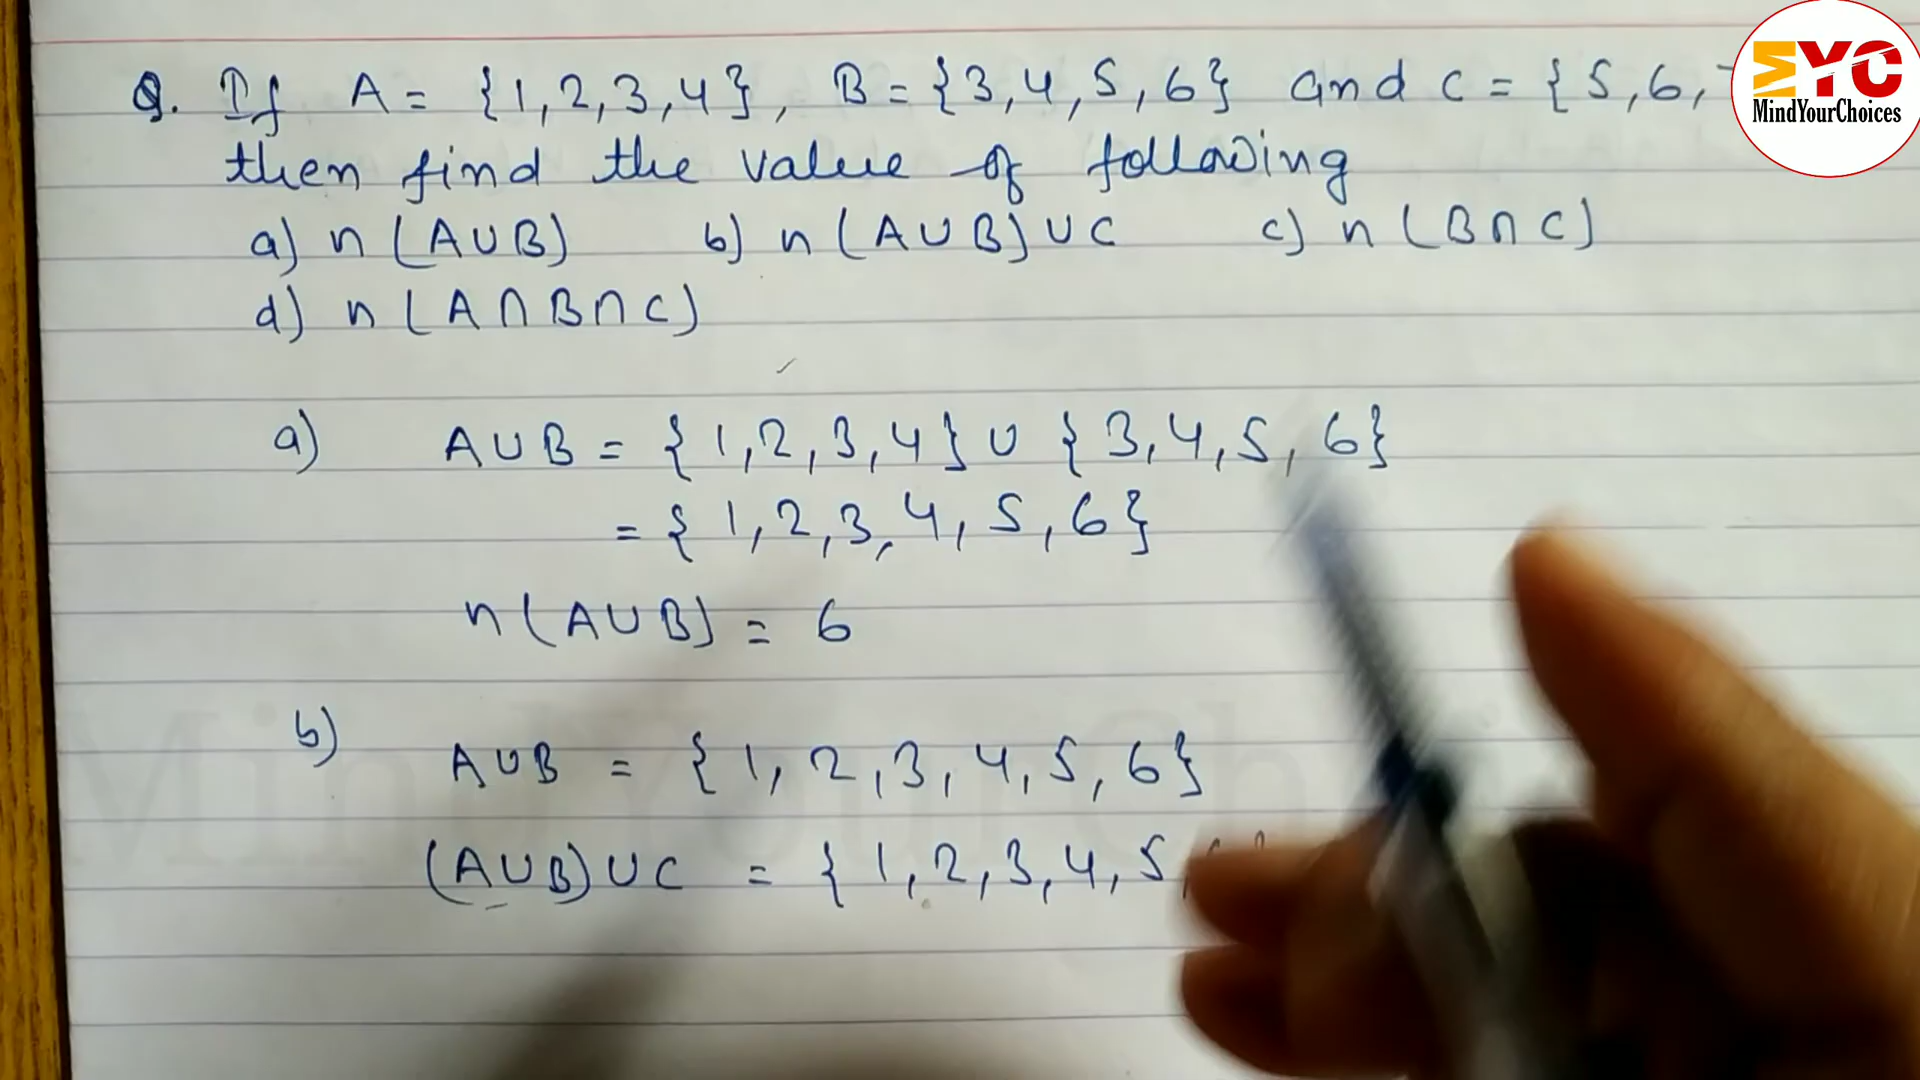 Q. If A = {1,2,3,4}, B = {3,4,5,6} and C = {5,6,
MYC
MindYourChoices
then find the value of following
a) n(A∪B) b) n(A∪B)∪C c) n(B∩C)
d) n(A∩B∩C)
a) A∪B = {1,2,3,4} ∪ {3,4,5,6}
= {1,2,3,4,5,6}
n(A∪B) = 6
b) A∪B = {1,2,3,4,5,6}
(A∪B)∪C = {1,2,3,4,5,